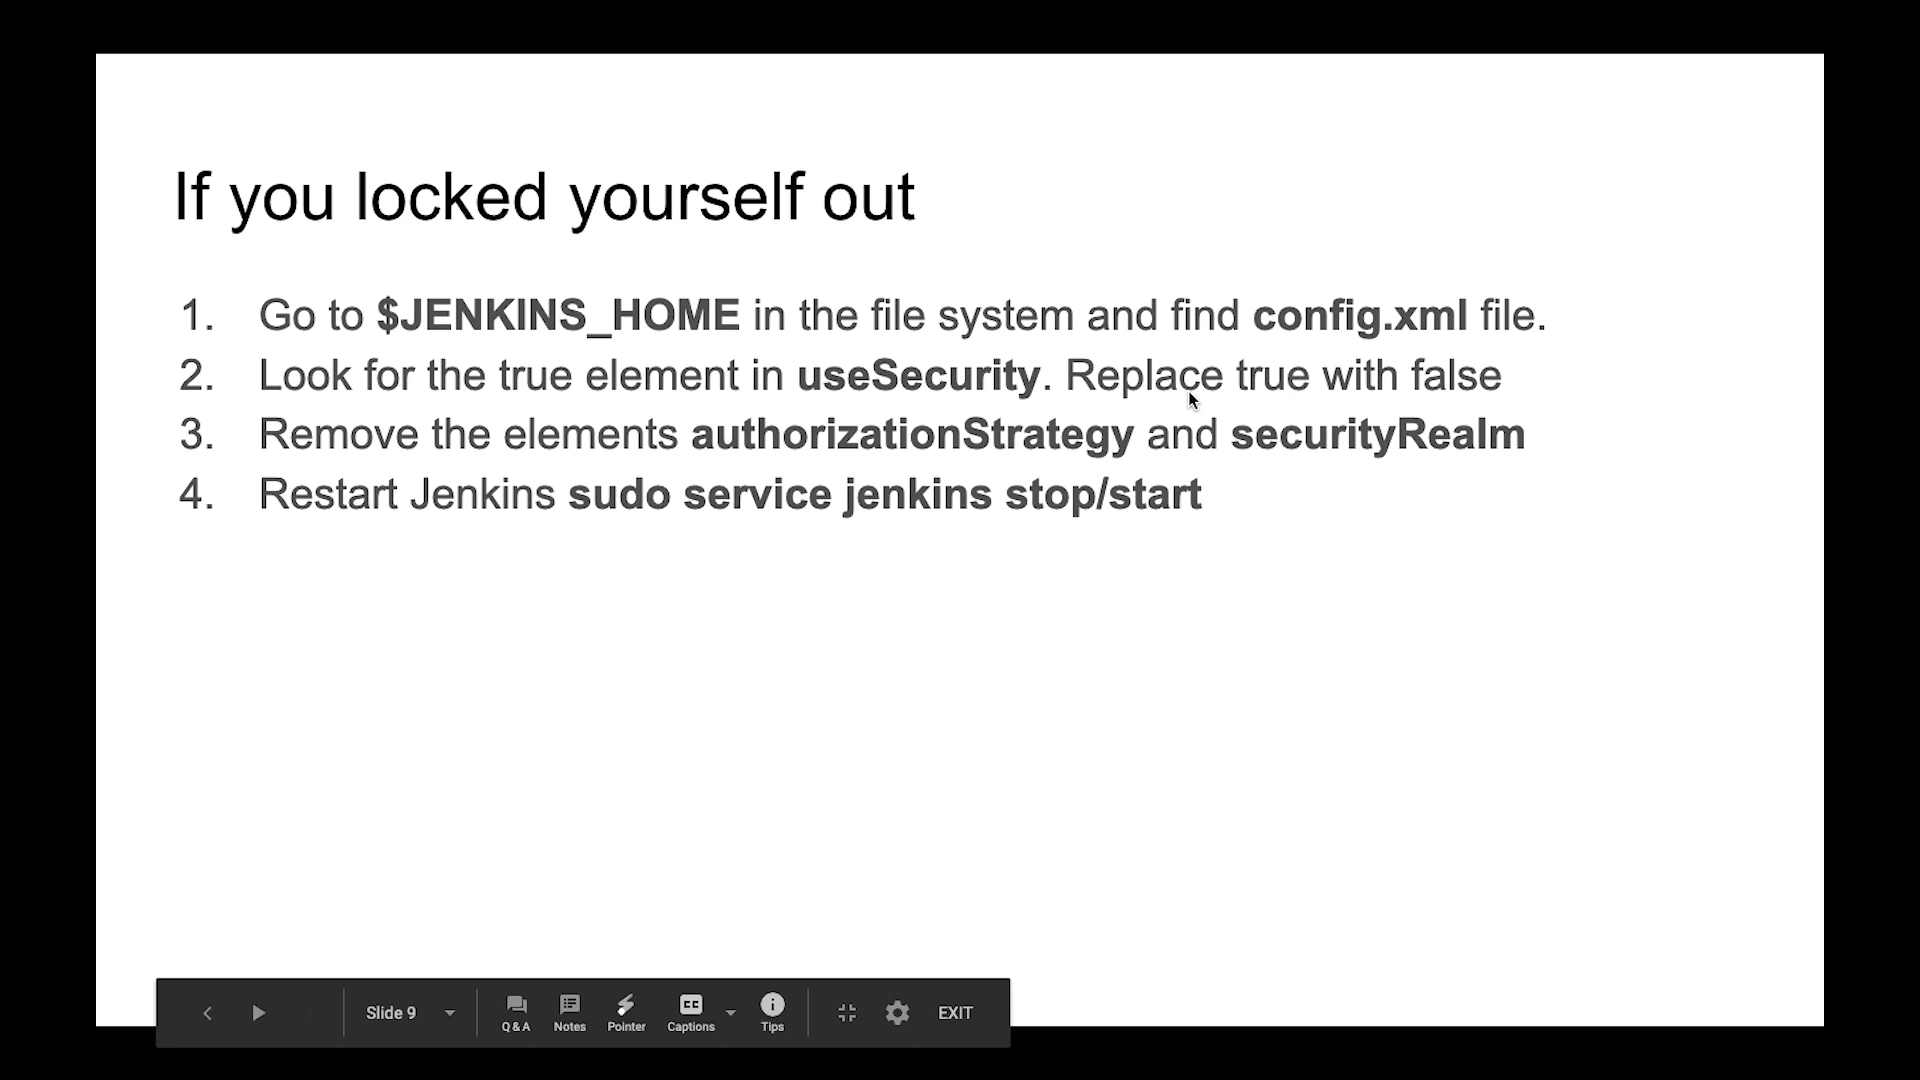 If you locked yourself out
1. Go to $JENKINS_HOME in the file system and find config.xml file.
2. Look for the true element in useSecurity. Replace true with false
3. Remove the elements authorizationStrategy and securityRealm
4. Restart Jenkins sudo service jenkins stop/start
Slide 9 Q&A Notes Pointer CC Captions Tips EXIT